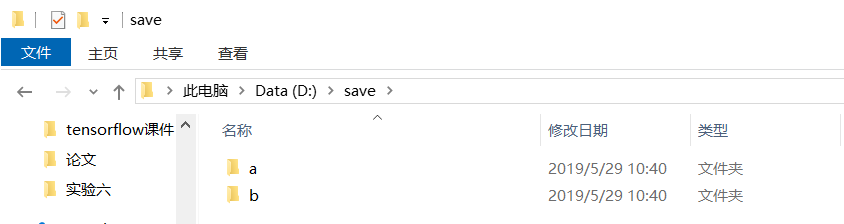 save
文件 主页 共享 查看
此电脑 Data (D:) save
tensorflow课件 名称 修改日期 类型
论文 a 2019/5/29 10:40 文件夹
实验六 b 2019/5/29 10:40 文件夹